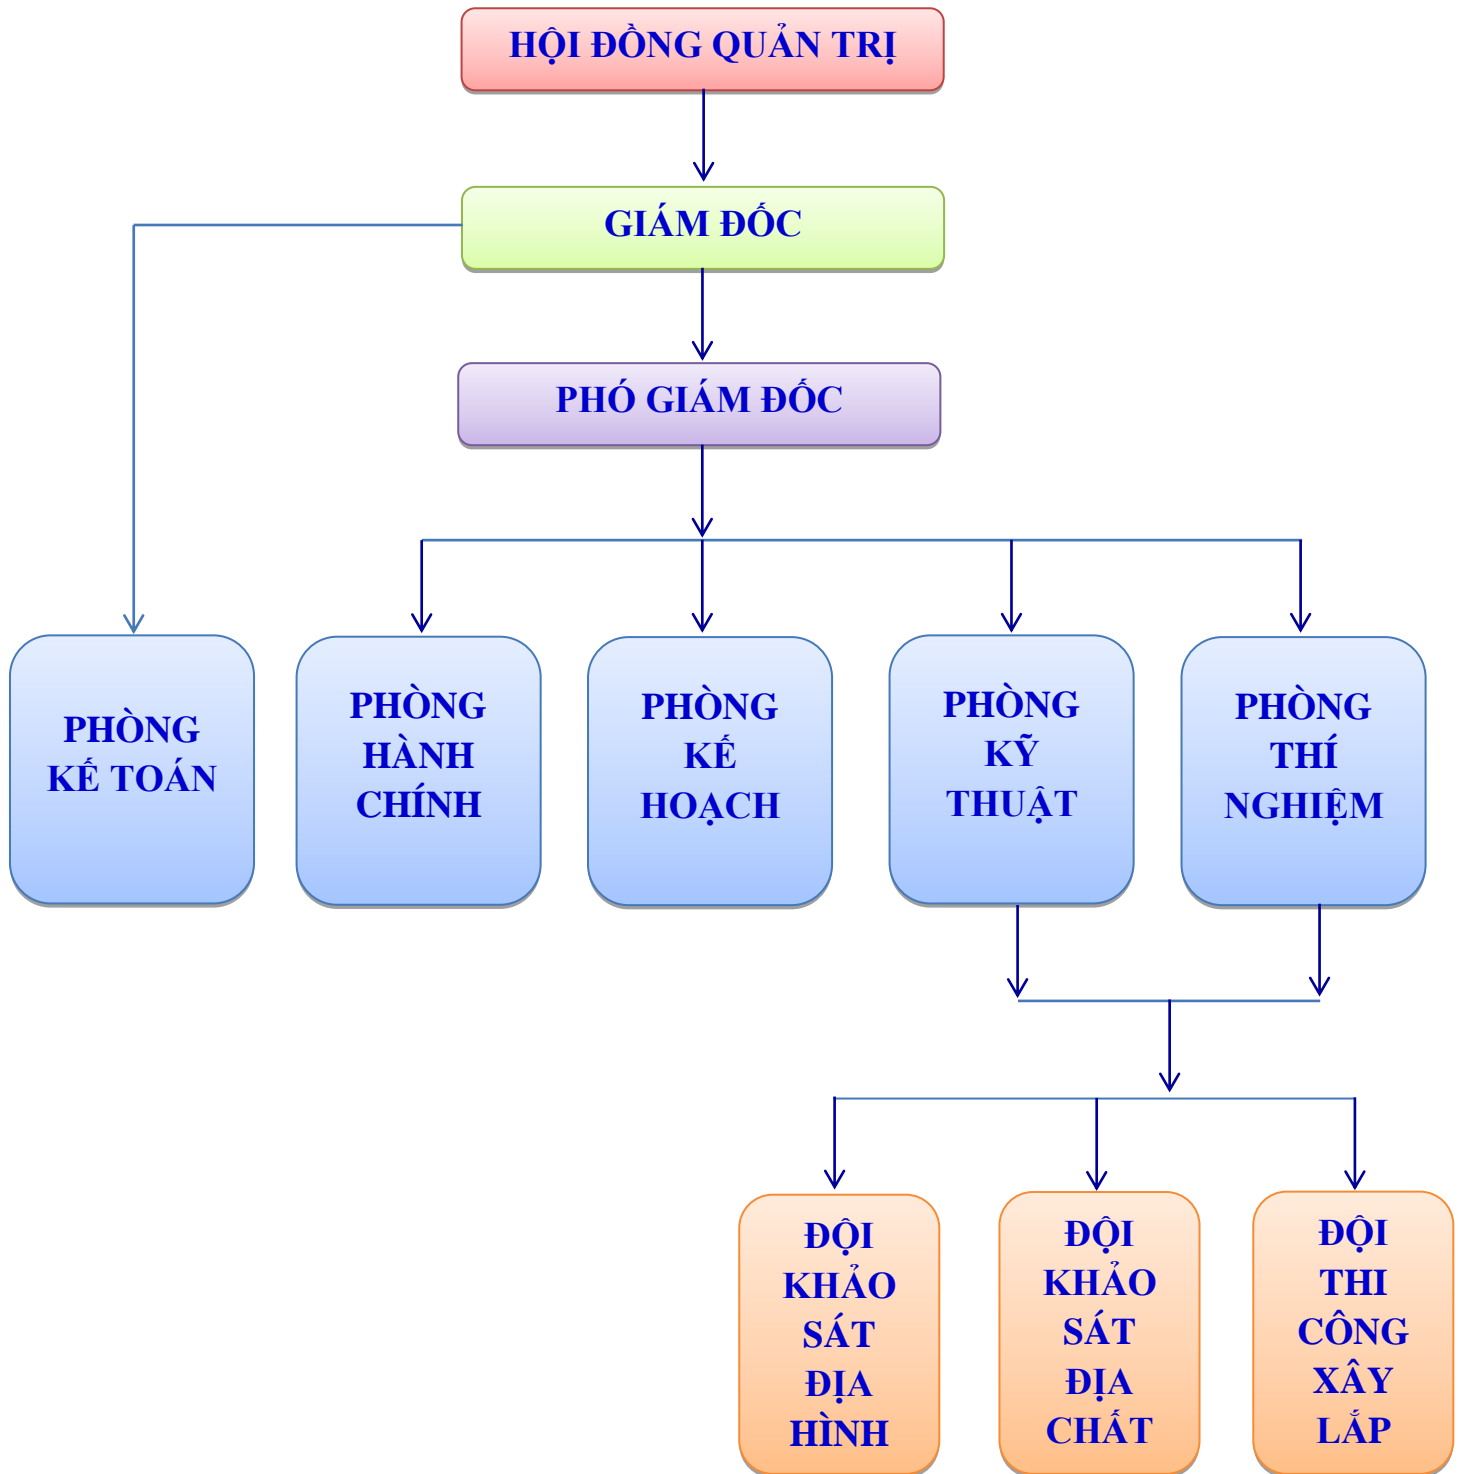 HỘI ĐỒNG QUẢN TRỊ
GIÁM ĐỐC
PHÓ GIÁM ĐỐC
PHÒNG
KẾ TOÁN
PHÒNG
HÀNH
CHÍNH
PHÒNG
KẾ
HOẠCH
PHÒNG
KỸ
THUẬT
PHÒNG
THÍ
NGHIỆM
ĐỘI
KHẢO
SÁT
ĐỊA
HÌNH
ĐỘI
KHẢO
SÁT
ĐỊA
CHẤT
ĐỘI
THI
CÔNG
XÂY
LẮP